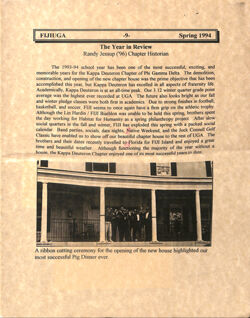 FIJI/UGA -9- Spring 1994
The Year in Review
Randy Jessup ('96) Chapter Historian
The 1993-94 school year has been one of the most successful, exciting, and
memorable years for the Kappa Deuteron Chapter of Phi Gamma Delta. The demolition,
construction, and opening of the new chapter house was the prime objective that has been
accomplished this year, but Kappa Deuteron has excelled in all aspects of fraternity life.
Academically, Kappa Deuteron is at an all-time peak. Our 3.12 winter quarter grade point
average was the highest ever recorded at UGA. The future also looks bright as our fall
and winter pledge classes were both first in academics. Due to strong finishes in football,
basketball, and soccer, FIJI seems to once again have a firm grip on the athletic trophy.
Although the Lin Hardin / FIJI Biathlon was unable to be held this spring, brothers spent
the day working for Habitat for Humanity as a spring philanthropy project. After slow
social quarters in the fall and winter, FIJI has exploded this spring with a packed social
calendar. Band parties, socials, date nights, Native Weekend, and the Jock Connell Golf
Classic have enabled us to show off our beautiful chapter house to the rest of UGA. The
brothers and their dates recently travelled to Florida for FIJI Island and enjoyed a great
time and beautiful weather. Although functioning the majority of the year without a
house, the Kappa Deuteron Chapter enjoyed one of its most successful years to date.
A ribbon cutting ceremony for the opening of the new house highlighted our
most successful Pig Dinner ever.